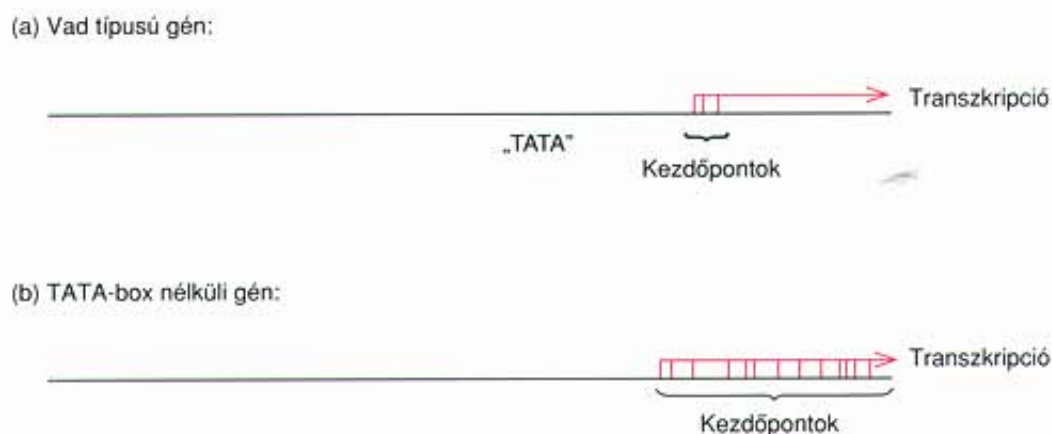 (a) Vad típusú gén:
Transzkripció
„TATA”
Kezdőpontok
(b) TATA-box nélküli gén:
Transzkripció
Kezdőpontok